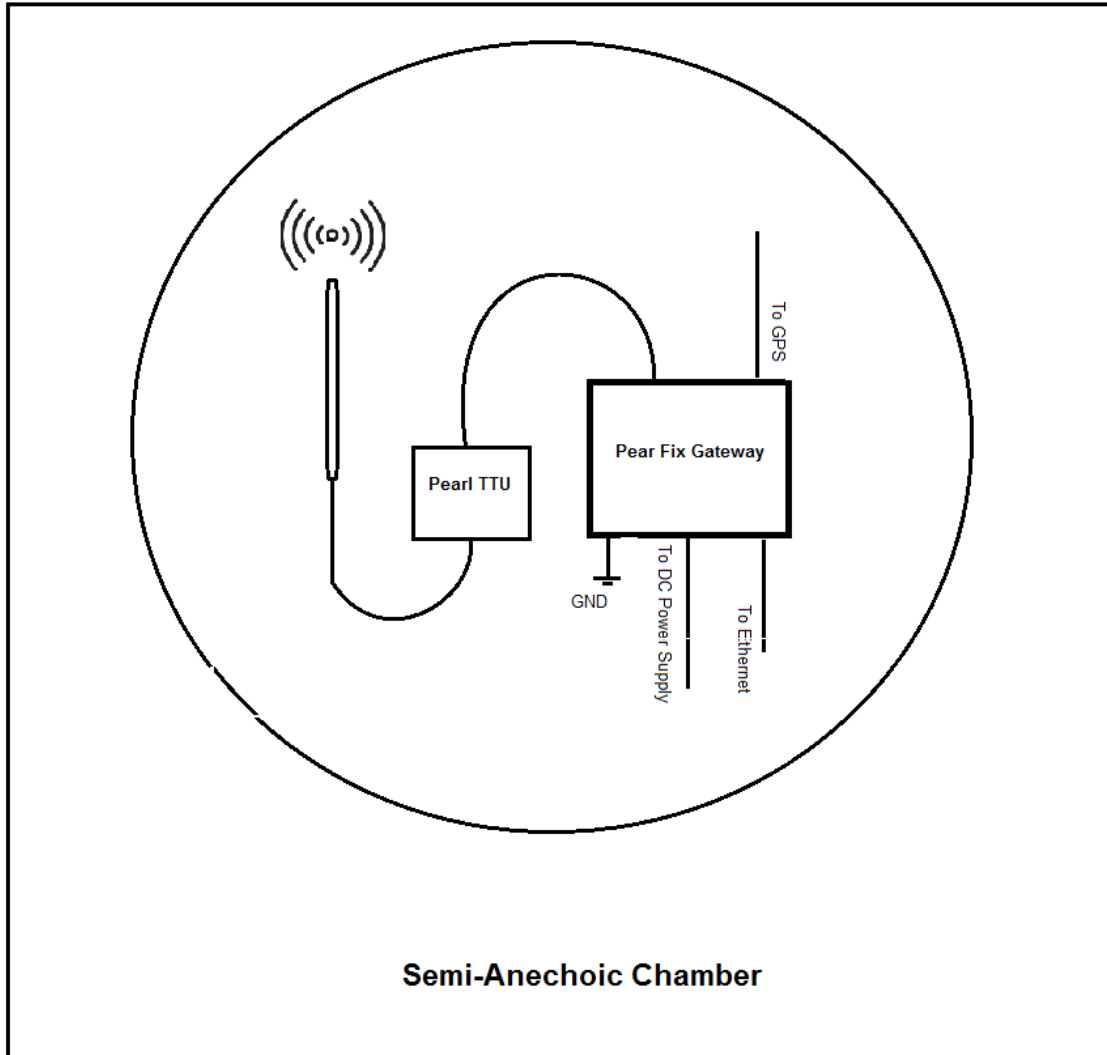 To GPS
Pear Fix Gateway
Pearl TTU
GND
To DC Power Supply
To Ethernet
Semi-Anechoic Chamber